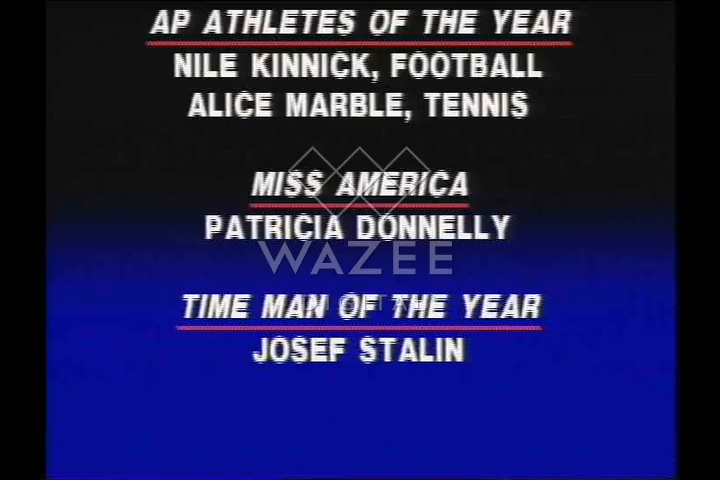 AP ATHLETES OF THE YEAR
NILE KINNICK, FOOTBALL
ALICE MARBLE, TENNIS
MISS AMERICA
PATRICIA DONNELLY
WAZEE
TIME MAN OF THE YEAR
JOSEF STALIN